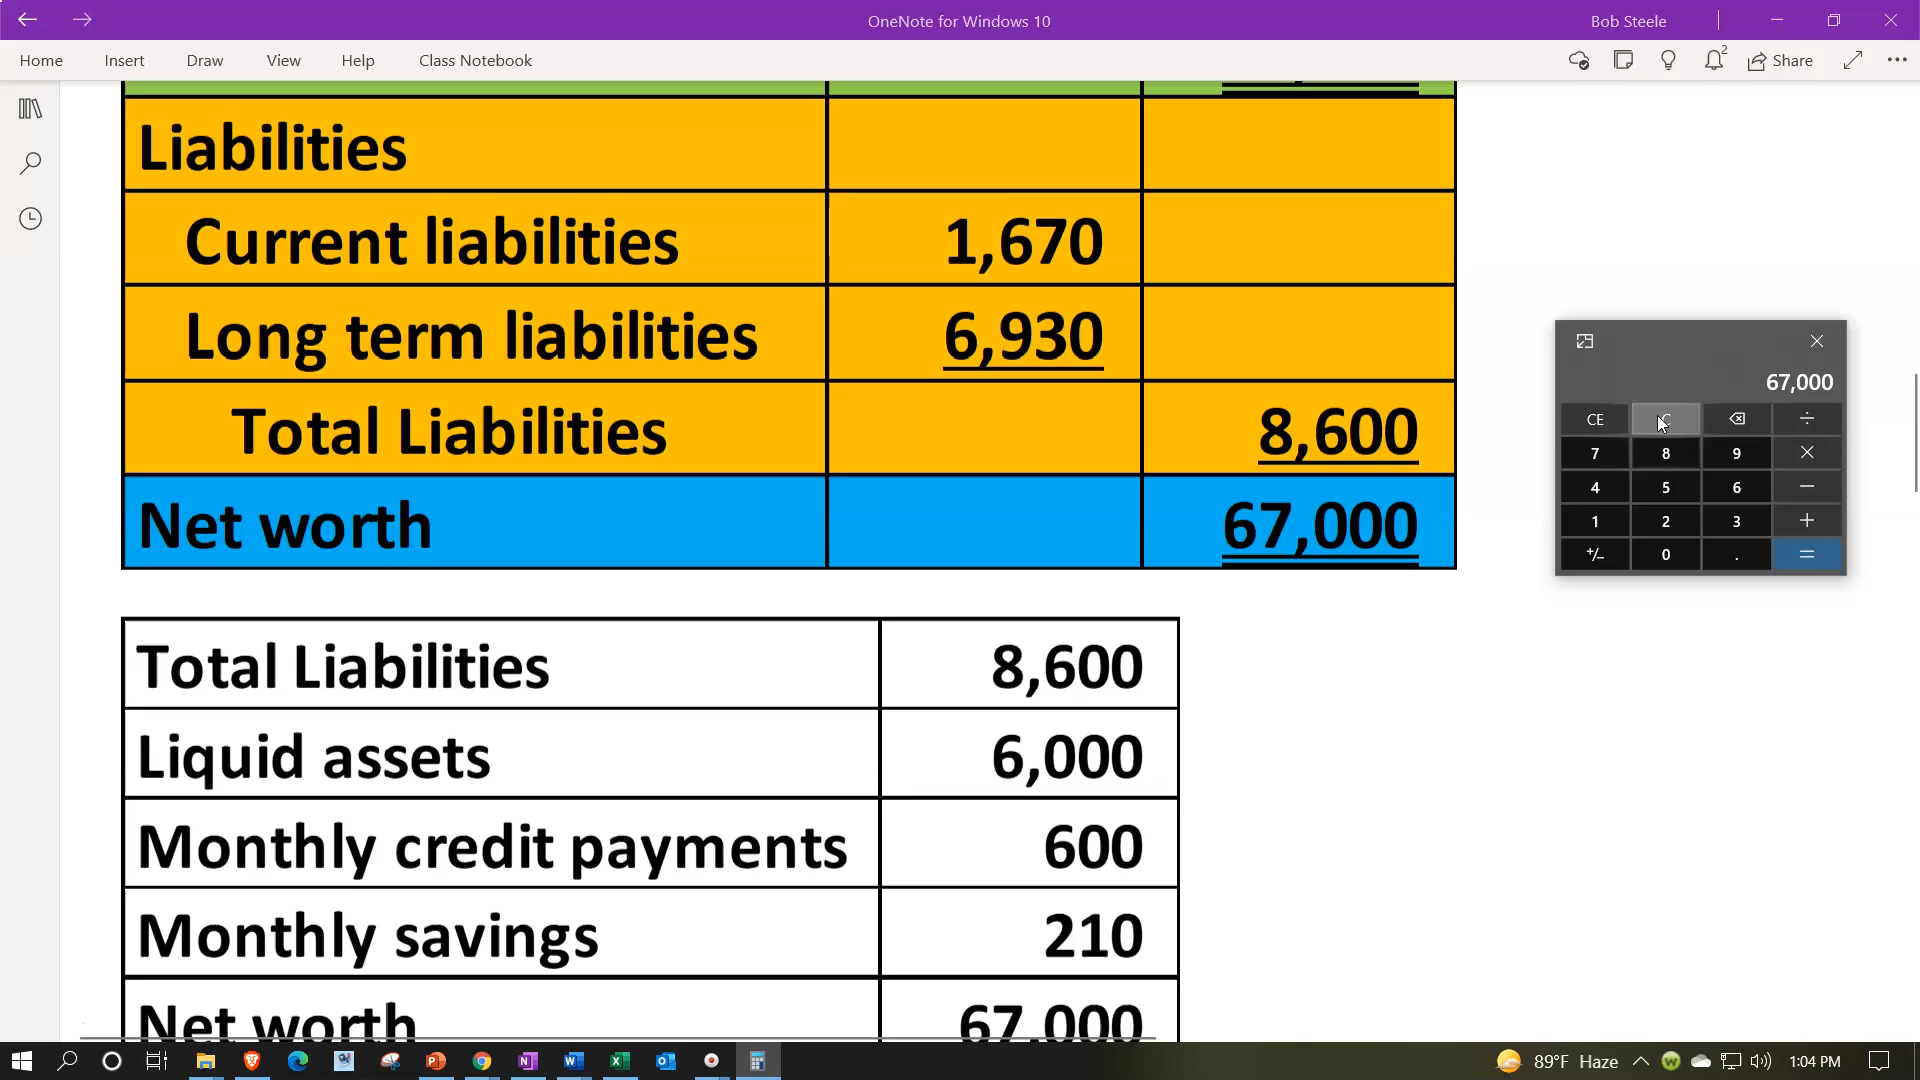 OneNote for Windows 10
Bob Steele
Home Insert Draw View Help Class Notebook
2
Share
Liabilities
Current liabilities 1,670
Long term liabilities 6,930
Total Liabilities 8,600
Net worth 67,000
67,000
CE C ÷
7 8 9 ×
4 5 6 −
1 2 3 +
+/− 0 . =
Total Liabilities 8,600
Liquid assets 6,000
Monthly credit payments 600
Monthly savings 210
Net worth 67,000
89°F Haze
1:04 PM